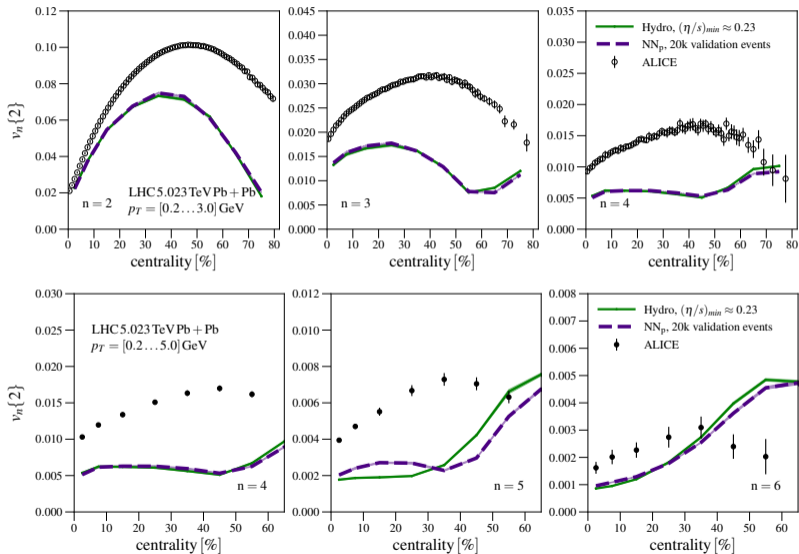 0.12
0.10
0.08
0.06
0.04
0.02
0.00
vₙ{2}
n = 2
LHC 5.023 TeV Pb + Pb
p_T = [0.2…3.0] GeV
0 10 20 30 40 50 60 70 80
centrality [%]
0.035
0.030
0.025
0.020
0.015
0.010
0.005
0.000
n = 3
0 10 20 30 40 50 60 70 80
centrality [%]
0.035
0.030
0.025
0.020
0.015
0.010
0.005
0.000
Hydro, (η/s)_min ≈ 0.23
NN_p, 20k validation events
ALICE
n = 4
0 10 20 30 40 50 60 70 80
centrality [%]
0.030
0.025
0.020
0.015
0.010
0.005
0.000
vₙ{2}
LHC 5.023 TeV Pb + Pb
p_T = [0.2…5.0] GeV
n = 4
0 10 20 30 40 50 60
centrality [%]
0.012
0.010
0.008
0.006
0.004
0.002
0.000
n = 5
0 10 20 30 40 50 60
centrality [%]
0.008
0.007
0.006
0.005
0.004
0.003
0.002
0.001
0.000
Hydro, (η/s)_min ≈ 0.23
NN_p, 20k validation events
ALICE
n = 6
0 10 20 30 40 50 60
centrality [%]